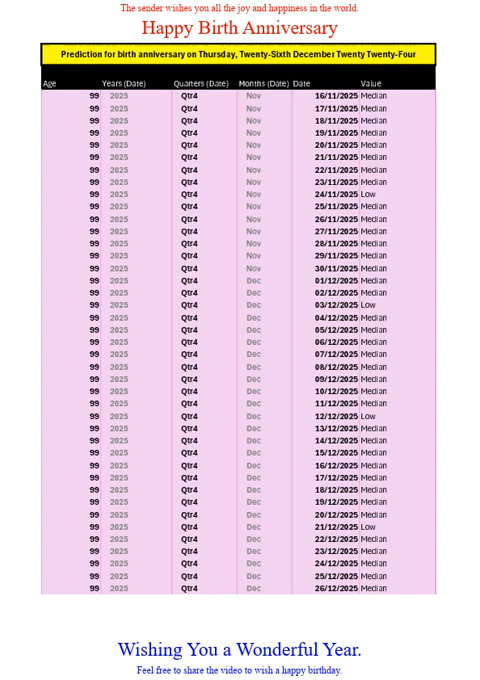 The sender wishes you all the joy and happiness in the world.
Happy Birth Anniversary
Prediction for birth anniversary on Thursday, Twenty-Sixth December Twenty Twenty-Four
Age Years (Date) Quarters (Date) Months (Date) Date Value
99 2025 Qtr4 Nov 16/11/2025 Median
99 2025 Qtr4 Nov 17/11/2025 Median
99 2025 Qtr4 Nov 18/11/2025 Median
99 2025 Qtr4 Nov 19/11/2025 Median
99 2025 Qtr4 Nov 20/11/2025 Median
99 2025 Qtr4 Nov 21/11/2025 Median
99 2025 Qtr4 Nov 22/11/2025 Median
99 2025 Qtr4 Nov 23/11/2025 Median
99 2025 Qtr4 Nov 24/11/2025 Low
99 2025 Qtr4 Nov 25/11/2025 Median
99 2025 Qtr4 Nov 26/11/2025 Median
99 2025 Qtr4 Nov 27/11/2025 Median
99 2025 Qtr4 Nov 28/11/2025 Median
99 2025 Qtr4 Nov 29/11/2025 Median
99 2025 Qtr4 Nov 30/11/2025 Median
99 2025 Qtr4 Dec 01/12/2025 Median
99 2025 Qtr4 Dec 02/12/2025 Median
99 2025 Qtr4 Dec 03/12/2025 Low
99 2025 Qtr4 Dec 04/12/2025 Median
99 2025 Qtr4 Dec 05/12/2025 Median
99 2025 Qtr4 Dec 06/12/2025 Median
99 2025 Qtr4 Dec 07/12/2025 Median
99 2025 Qtr4 Dec 08/12/2025 Median
99 2025 Qtr4 Dec 09/12/2025 Median
99 2025 Qtr4 Dec 10/12/2025 Median
99 2025 Qtr4 Dec 11/12/2025 Median
99 2025 Qtr4 Dec 12/12/2025 Low
99 2025 Qtr4 Dec 13/12/2025 Median
99 2025 Qtr4 Dec 14/12/2025 Median
99 2025 Qtr4 Dec 15/12/2025 Median
99 2025 Qtr4 Dec 16/12/2025 Median
99 2025 Qtr4 Dec 17/12/2025 Median
99 2025 Qtr4 Dec 18/12/2025 Median
99 2025 Qtr4 Dec 19/12/2025 Median
99 2025 Qtr4 Dec 20/12/2025 Median
99 2025 Qtr4 Dec 21/12/2025 Low
99 2025 Qtr4 Dec 22/12/2025 Median
99 2025 Qtr4 Dec 23/12/2025 Median
99 2025 Qtr4 Dec 24/12/2025 Median
99 2025 Qtr4 Dec 25/12/2025 Median
99 2025 Qtr4 Dec 26/12/2025 Median
Wishing You a Wonderful Year.
Feel free to share the video to wish a happy birthday.